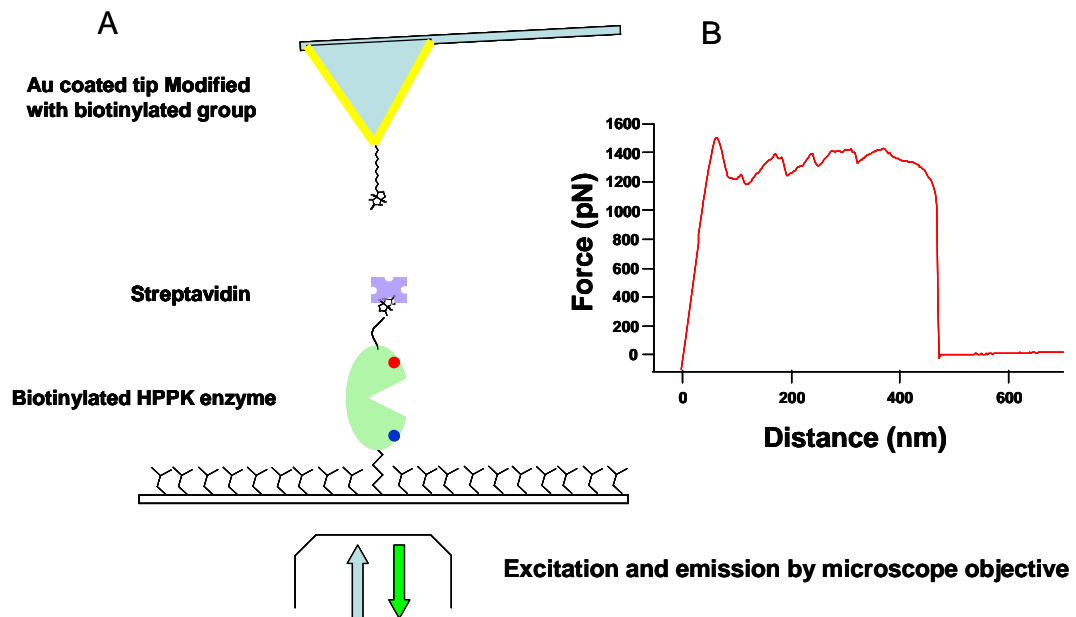 A
Au coated tip Modified
with biotinylated group
Streptavidin
Biotinylated HPPK enzyme
B
1600
1400
1200
1000
800
600
400
200
0
Force (pN)
0 200 400 600
Distance (nm)
Excitation and emission by microscope objective